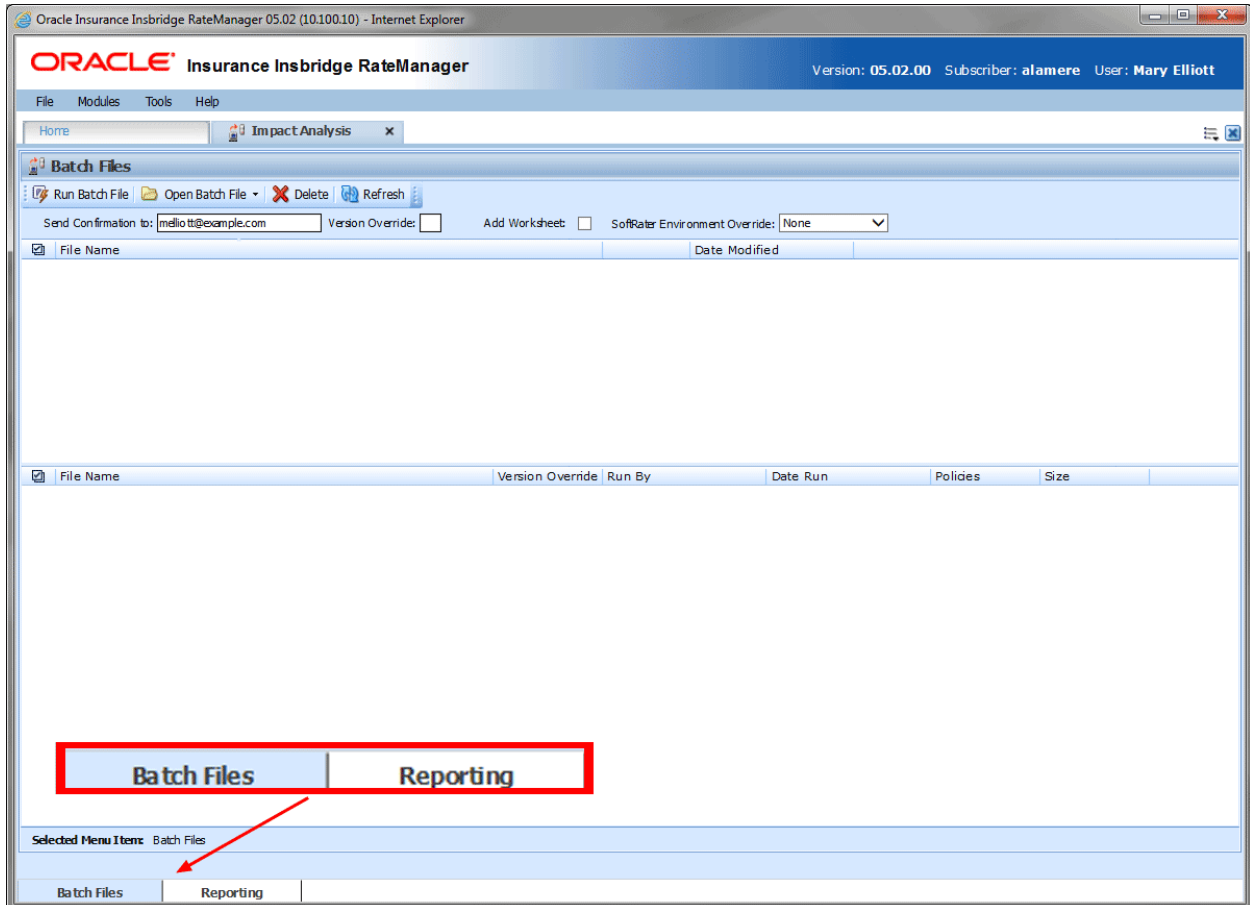 Oracle Insurance Insbridge RateManager 05.02 (10.100.10) - Internet Explorer
ORACLE® Insurance Insbridge RateManager
Version: 05.02.00 Subscriber: alamere User: Mary Elliott
File Modules Tools Help
Home Impact Analysis x
Batch Files
Run Batch File Open Batch File Delete Refresh
Send Confirmation to: melliott@example.com Version Override: Add Worksheet: SoftRater Environment Override: None
File Name Date Modified
File Name Version Override Run By Date Run Policies Size
Batch Files Reporting
Selected Menu Item: Batch Files
Batch Files Reporting